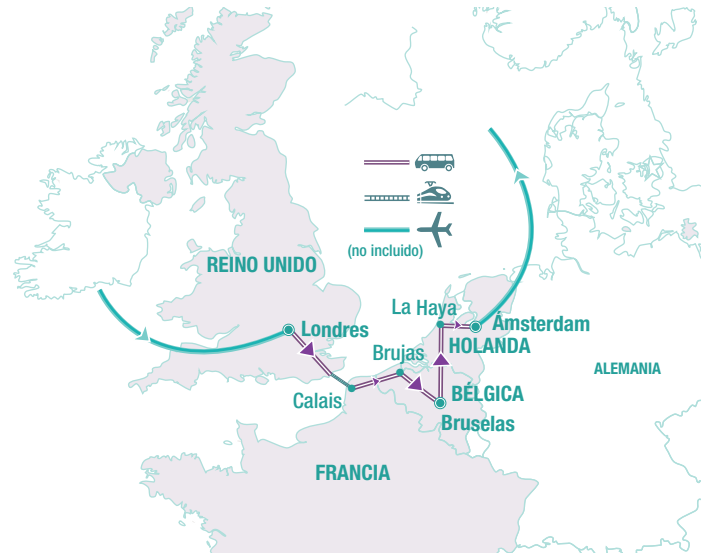 (no incluido)
REINO UNIDO
La Haya
Londres
Ámsterdam
HOLANDA
Brujas
ALEMANIA
Calais
BÉLGICA
Bruselas
FRANCIA